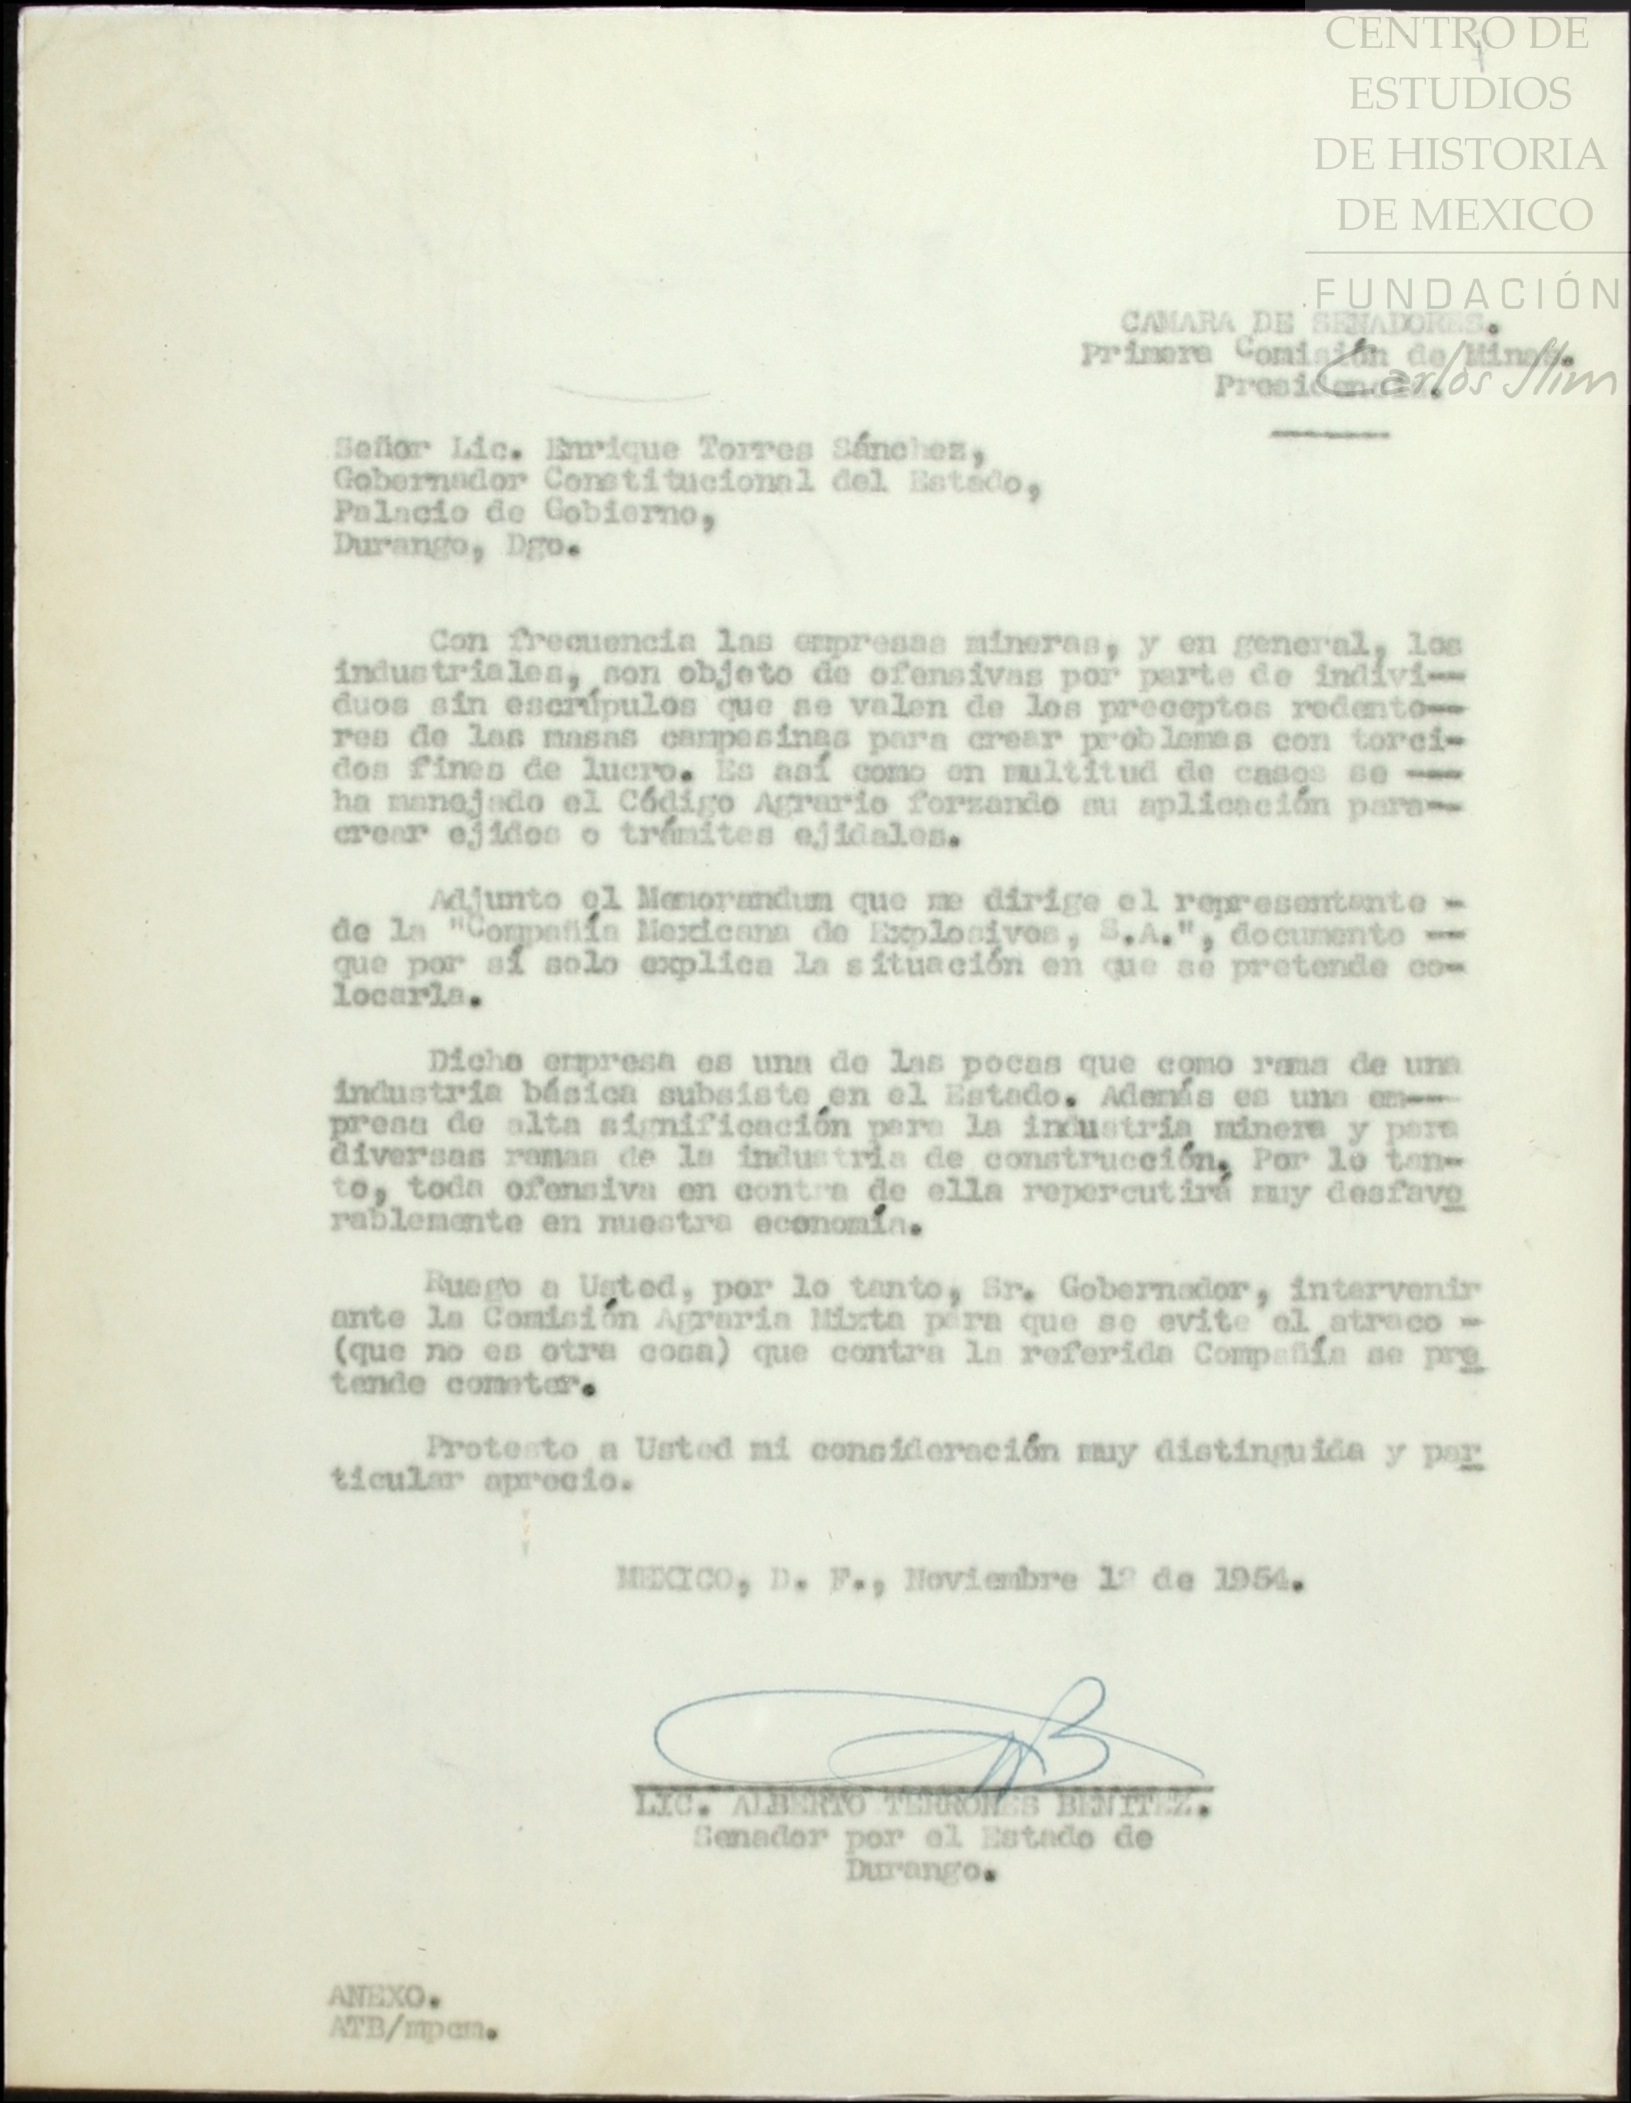 CENTRO DE
ESTUDIOS
DE HISTORIA
DE MEXICO
FUNDACIÓN
Carlos Slim
CAMARA DE SENADORES.
Primera Comisión de Minas.
Presidencia.
Señor Lic. Enrique Torres Sánchez,
Gobernador Constitucional del Estado,
Palacio de Gobierno,
Durango, Dgo.
Con frecuencia las empresas mineras, y en general, los
industriales, son objeto de ofensivas por parte de indivi--
duos sin escrúpulos que se valen de los preceptos redento--
res de las masas campesinas para crear problemas con torci-
dos fines de lucro. Es así como en multitud de casos se ---
ha manejado el Código Agrario forzando su aplicación para--
crear ejidos o trámites ejidales.
Adjunto el Memorandum que me dirige el representante -
de la "Compañía Mexicana de Explosivos, S.A.", documento --
que por sí solo explica la situación en que se pretende co-
locarla.
Dicha empresa es una de las pocas que como rama de una
industria básica subsiste en el Estado. Además es una em---
presa de alta significación para la industria minera y para
diversas ramas de la industria de construcción. Por lo tan-
to, toda ofensiva en contra de ella repercutirá muy desfavo
rablemente en nuestra economía.
Ruego a Usted, por lo tanto, Sr. Gobernador, intervenir
ante la Comisión Agraria Mixta para que se evite el atraco -
(que no es otra cosa) que contra la referida Compañía se pre
tende cometer.
Protesto a Usted mi consideración muy distinguida y par
ticular aprecio.
MEXICO, D. F., Noviembre 12 de 1954.
LIC. ALBERTO TERRONES BENITEZ.
Senador por el Estado de
Durango.
ANEXO.
ATB/mpcm.